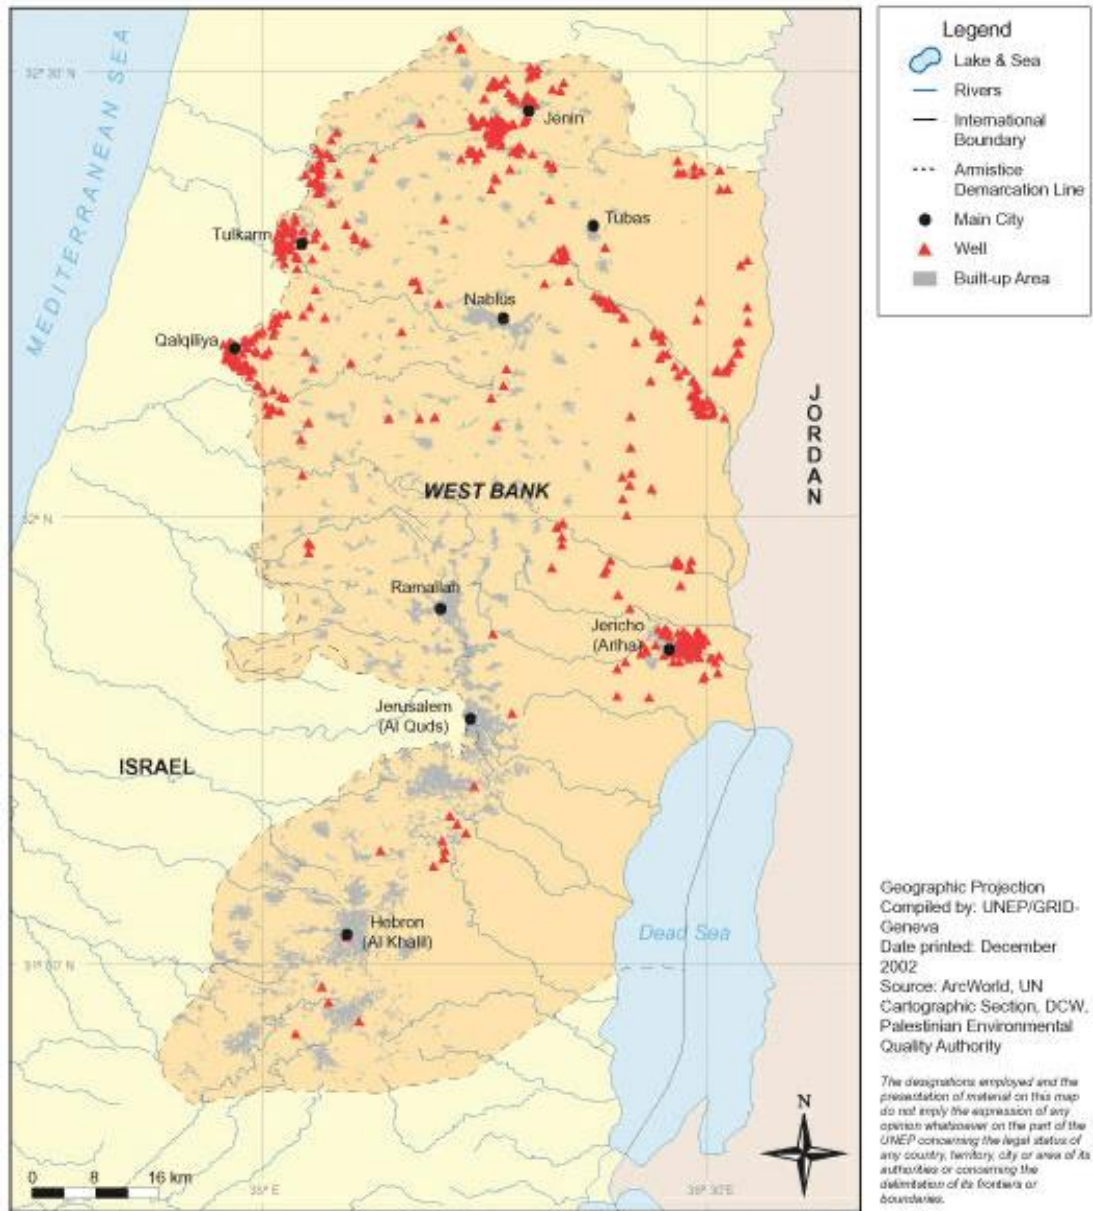 MEDITERRANEAN SEA
32° 30' N
Jenin
Tubas
Tulkarm
Nablus
Qalqiliya
JORDAN
WEST BANK
32° N
Ramallah
Jericho
(Ariha)
Jerusalem
(Al Quds)
ISRAEL
Hebron
(Al Khalil)
Dead Sea
31° 30' N
N
0 8 16 km
35° E
35° 30' E
Legend
Lake & Sea
Rivers
International
Boundary
Armistice
Demarcation Line
Main City
Well
Built-up Area
Geographic Projection
Compiled by: UNEP/GRID-
Geneva
Date printed: December
2002
Source: ArcWorld, UN
Cartographic Section, DCW,
Palestinian Environmental
Quality Authority
The designations employed and the
presentation of material on this map
do not imply the expression of any
opinion whatsoever on the part of the
UNEP concerning the legal status of
any country, territory, city or area of its
authorities or concerning the
delimitation of its frontiers or
boundaries.